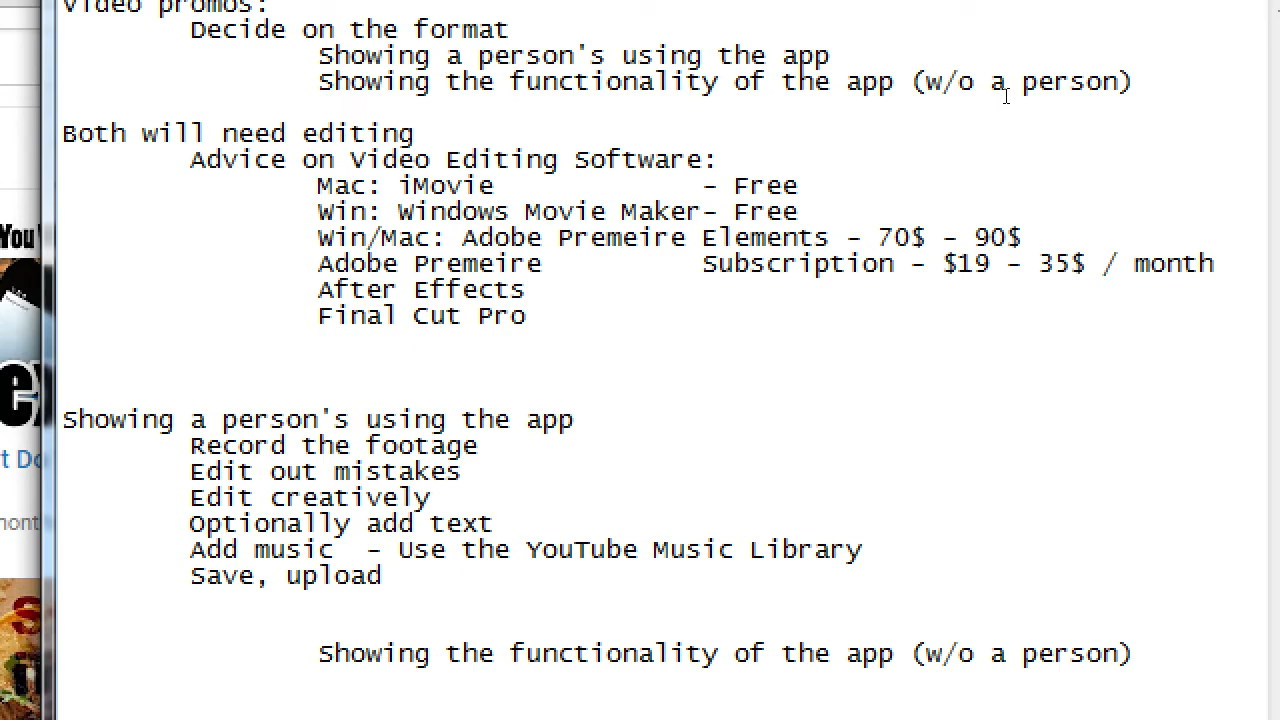 Video promos:
Decide on the format
Showing a person's using the app
Showing the functionality of the app (w/o a person)
Both will need editing
Advice on Video Editing Software:
Mac: iMovie - Free
Win: Windows Movie Maker- Free
Win/Mac: Adobe Premeire Elements - 70$ - 90$
Adobe Premeire Subscription - $19 - 35$ / month
After Effects
Final Cut Pro
Showing a person's using the app
Record the footage
Edit out mistakes
Edit creatively
Optionally add text
Add music - Use the YouTube Music Library
Save, upload
Showing the functionality of the app (w/o a person)